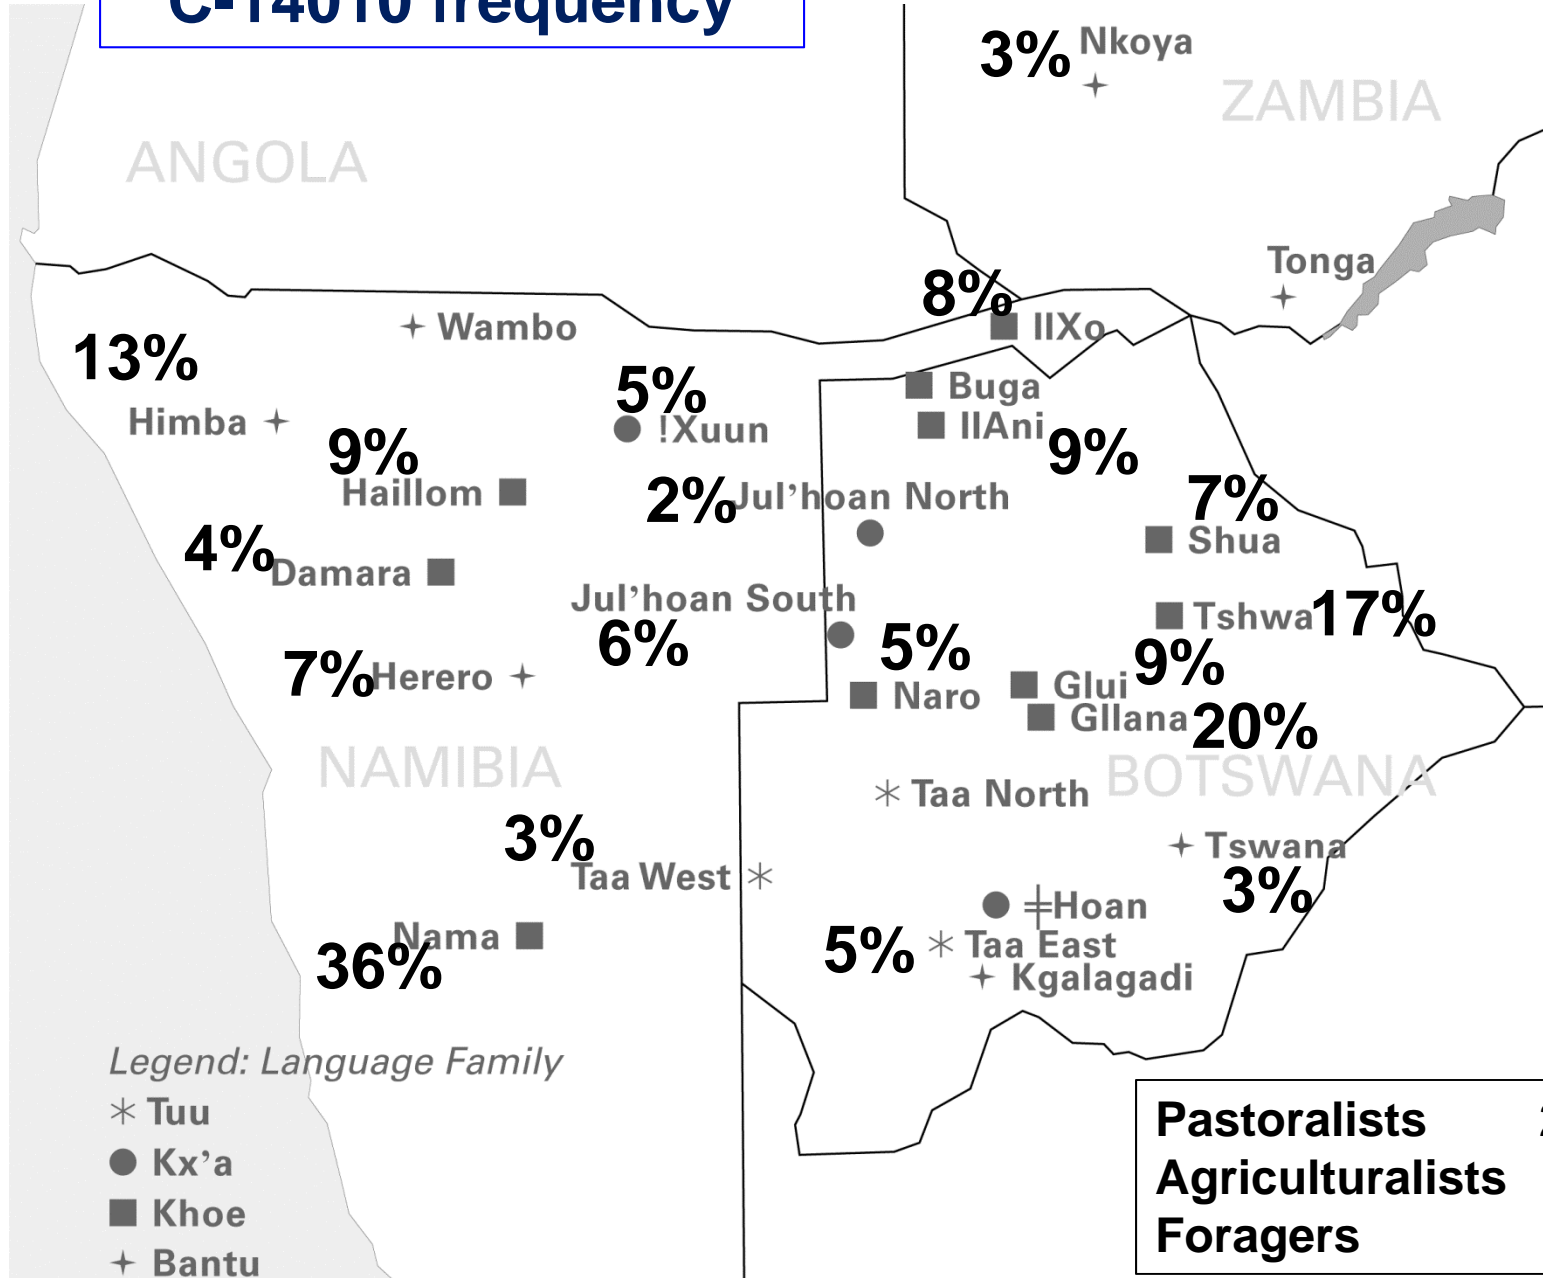 C-14010 frequency
3% Nkoya
ZAMBIA
ANGOLA
Tonga
8%
IIXo
Wambo
13%
5%
Buga
Himba
!Xuun
IIAni
9%
9%
Haillom
2% Jul’hoan North
7%
Shua
4% Damara
Jul’hoan South
Tshwa 17%
6%
5%
9%
7% Herero
Naro
Glui
Gllana 20%
NAMIBIA
BOTSWANA
Taa North
3%
Tswana
Taa West
3%
ǂHoan
Nama
5%
Taa East
36%
Kgalagadi
Legend: Language Family
Tuu
Kx’a
Khoe
Bantu
Pastoralists
Agriculturalists
Foragers